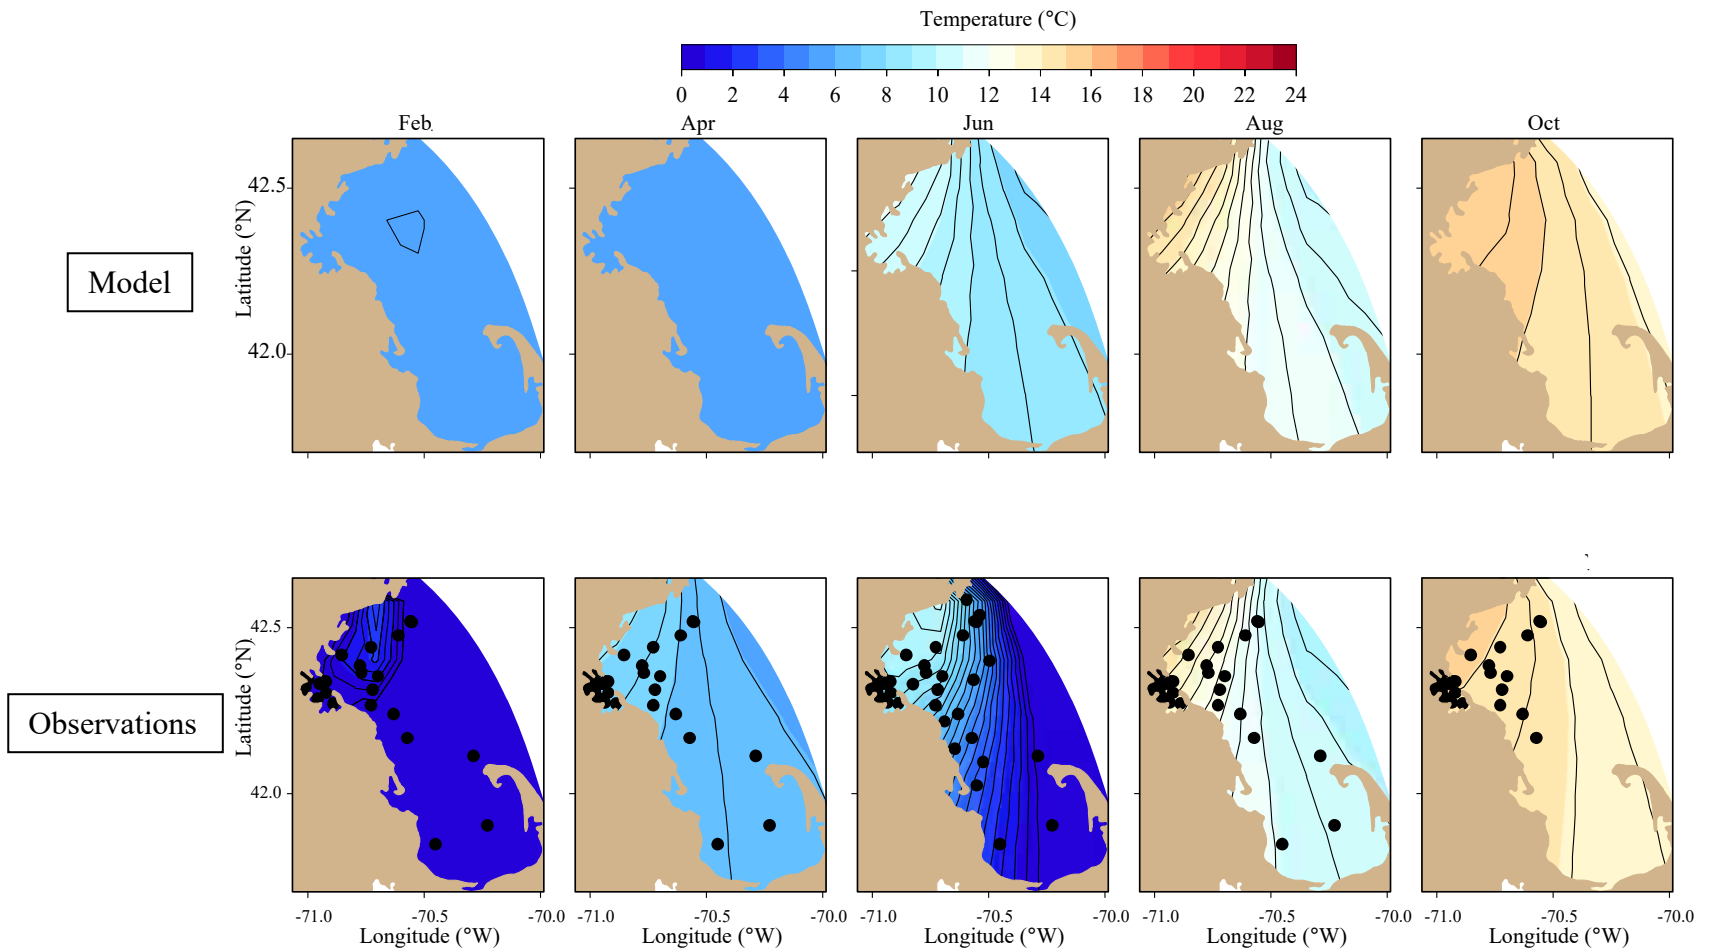 Temperature (°C)
0 2 4 6 8 10 12 14 16 18 20 22 24
Feb. Apr Jun Aug Oct
42.5
Latitude (°N)
42.0
Model
42.5
Latitude (°N)
42.0
Observations
-71.0 -70.5 -70.0 -71.0 -70.5 -70.0 -71.0 -70.5 -70.0 -71.0 -70.5 -70.0 -71.0 -70.5 -70.0
Longitude (°W) Longitude (°W) Longitude (°W) Longitude (°W) Longitude (°W)